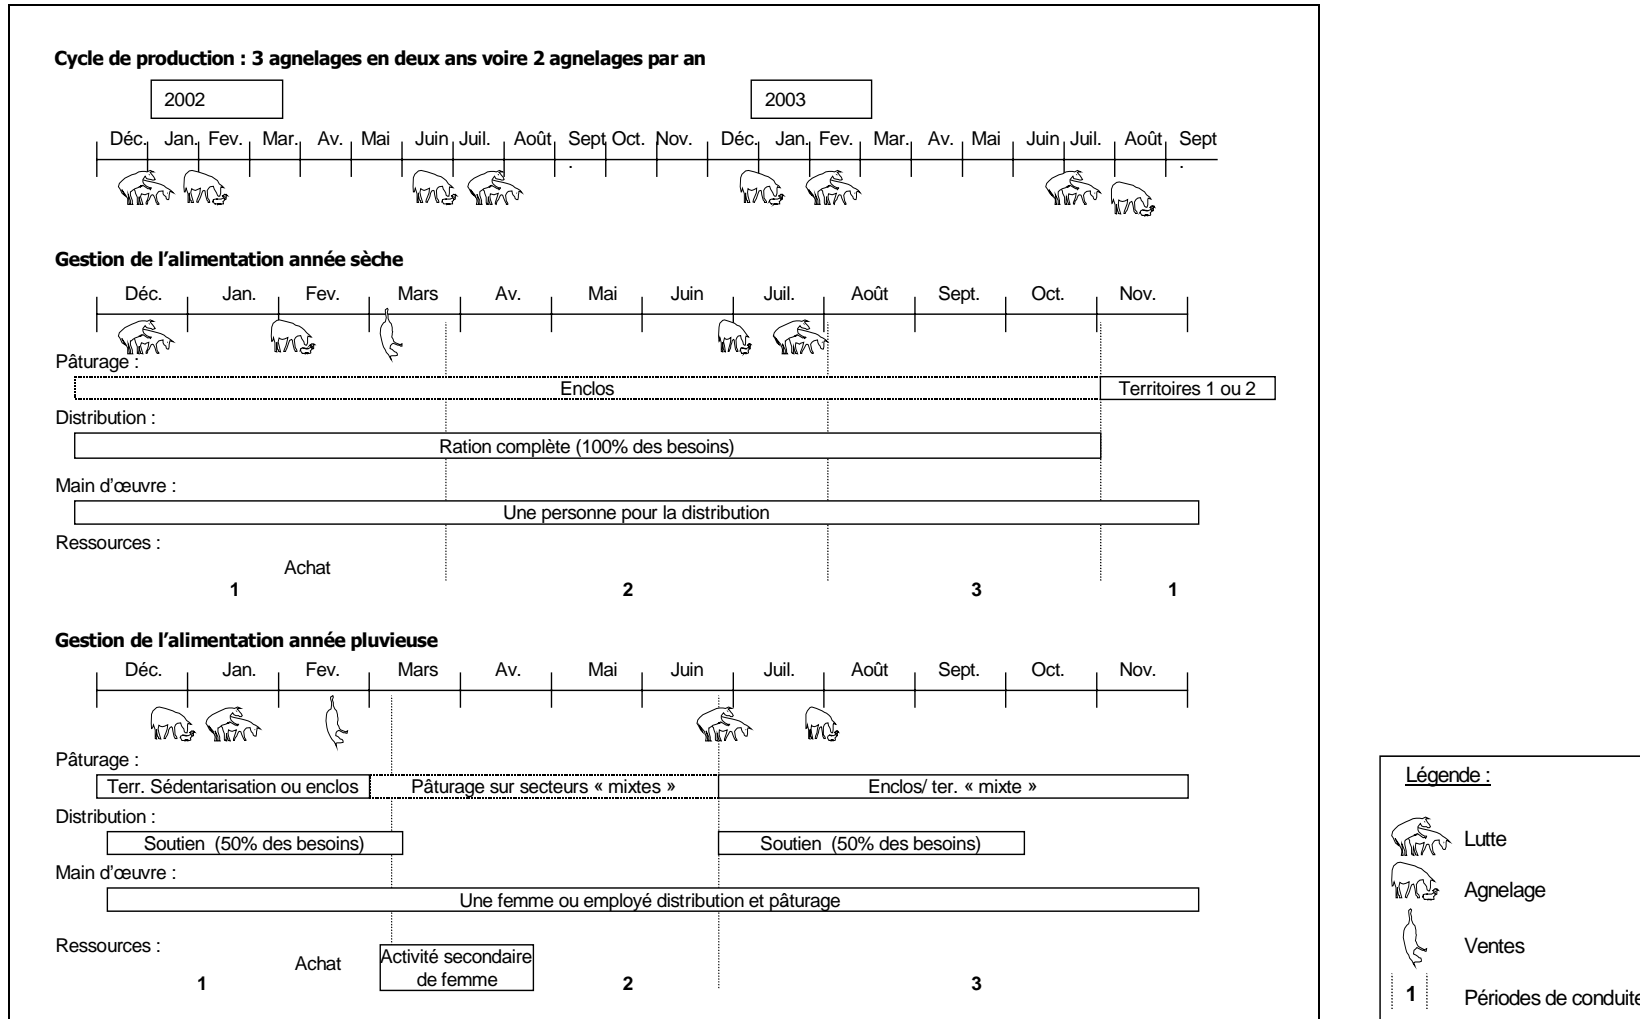 Cycle de production : 3 agnelages en deux ans voire 2 agnelages par an
2002 2003
Déc. Jan. Fev. Mar. Av. Mai Juin Juil. Août Sept. Oct. Nov. Déc. Jan. Fev. Mar. Av. Mai Juin Juil. Août Sept.
Gestion de l'alimentation année sèche
Déc. Jan. Fev. Mars Av. Mai Juin Juil. Août Sept. Oct. Nov.
Pâturage :
Enclos Territoires 1 ou 2
Distribution :
Ration complète (100% des besoins)
Main d'œuvre :
Une personne pour la distribution
Ressources :
Achat
1 2 3 1
Gestion de l'alimentation année pluvieuse
Déc. Jan. Fev. Mars Av. Mai Juin Juil. Août Sept. Oct. Nov.
Pâturage :
Terr. Sédentarisation ou enclos Pâturage sur secteurs « mixtes » Enclos/ ter. « mixte »
Distribution :
Soutien (50% des besoins) Soutien (50% des besoins)
Main d'œuvre :
Une femme ou employé distribution et pâturage
Ressources :
Achat
Activité secondaire
de femme
1 2 3
Légende :
Lutte
Agnelage
Ventes
1 Périodes de conduite